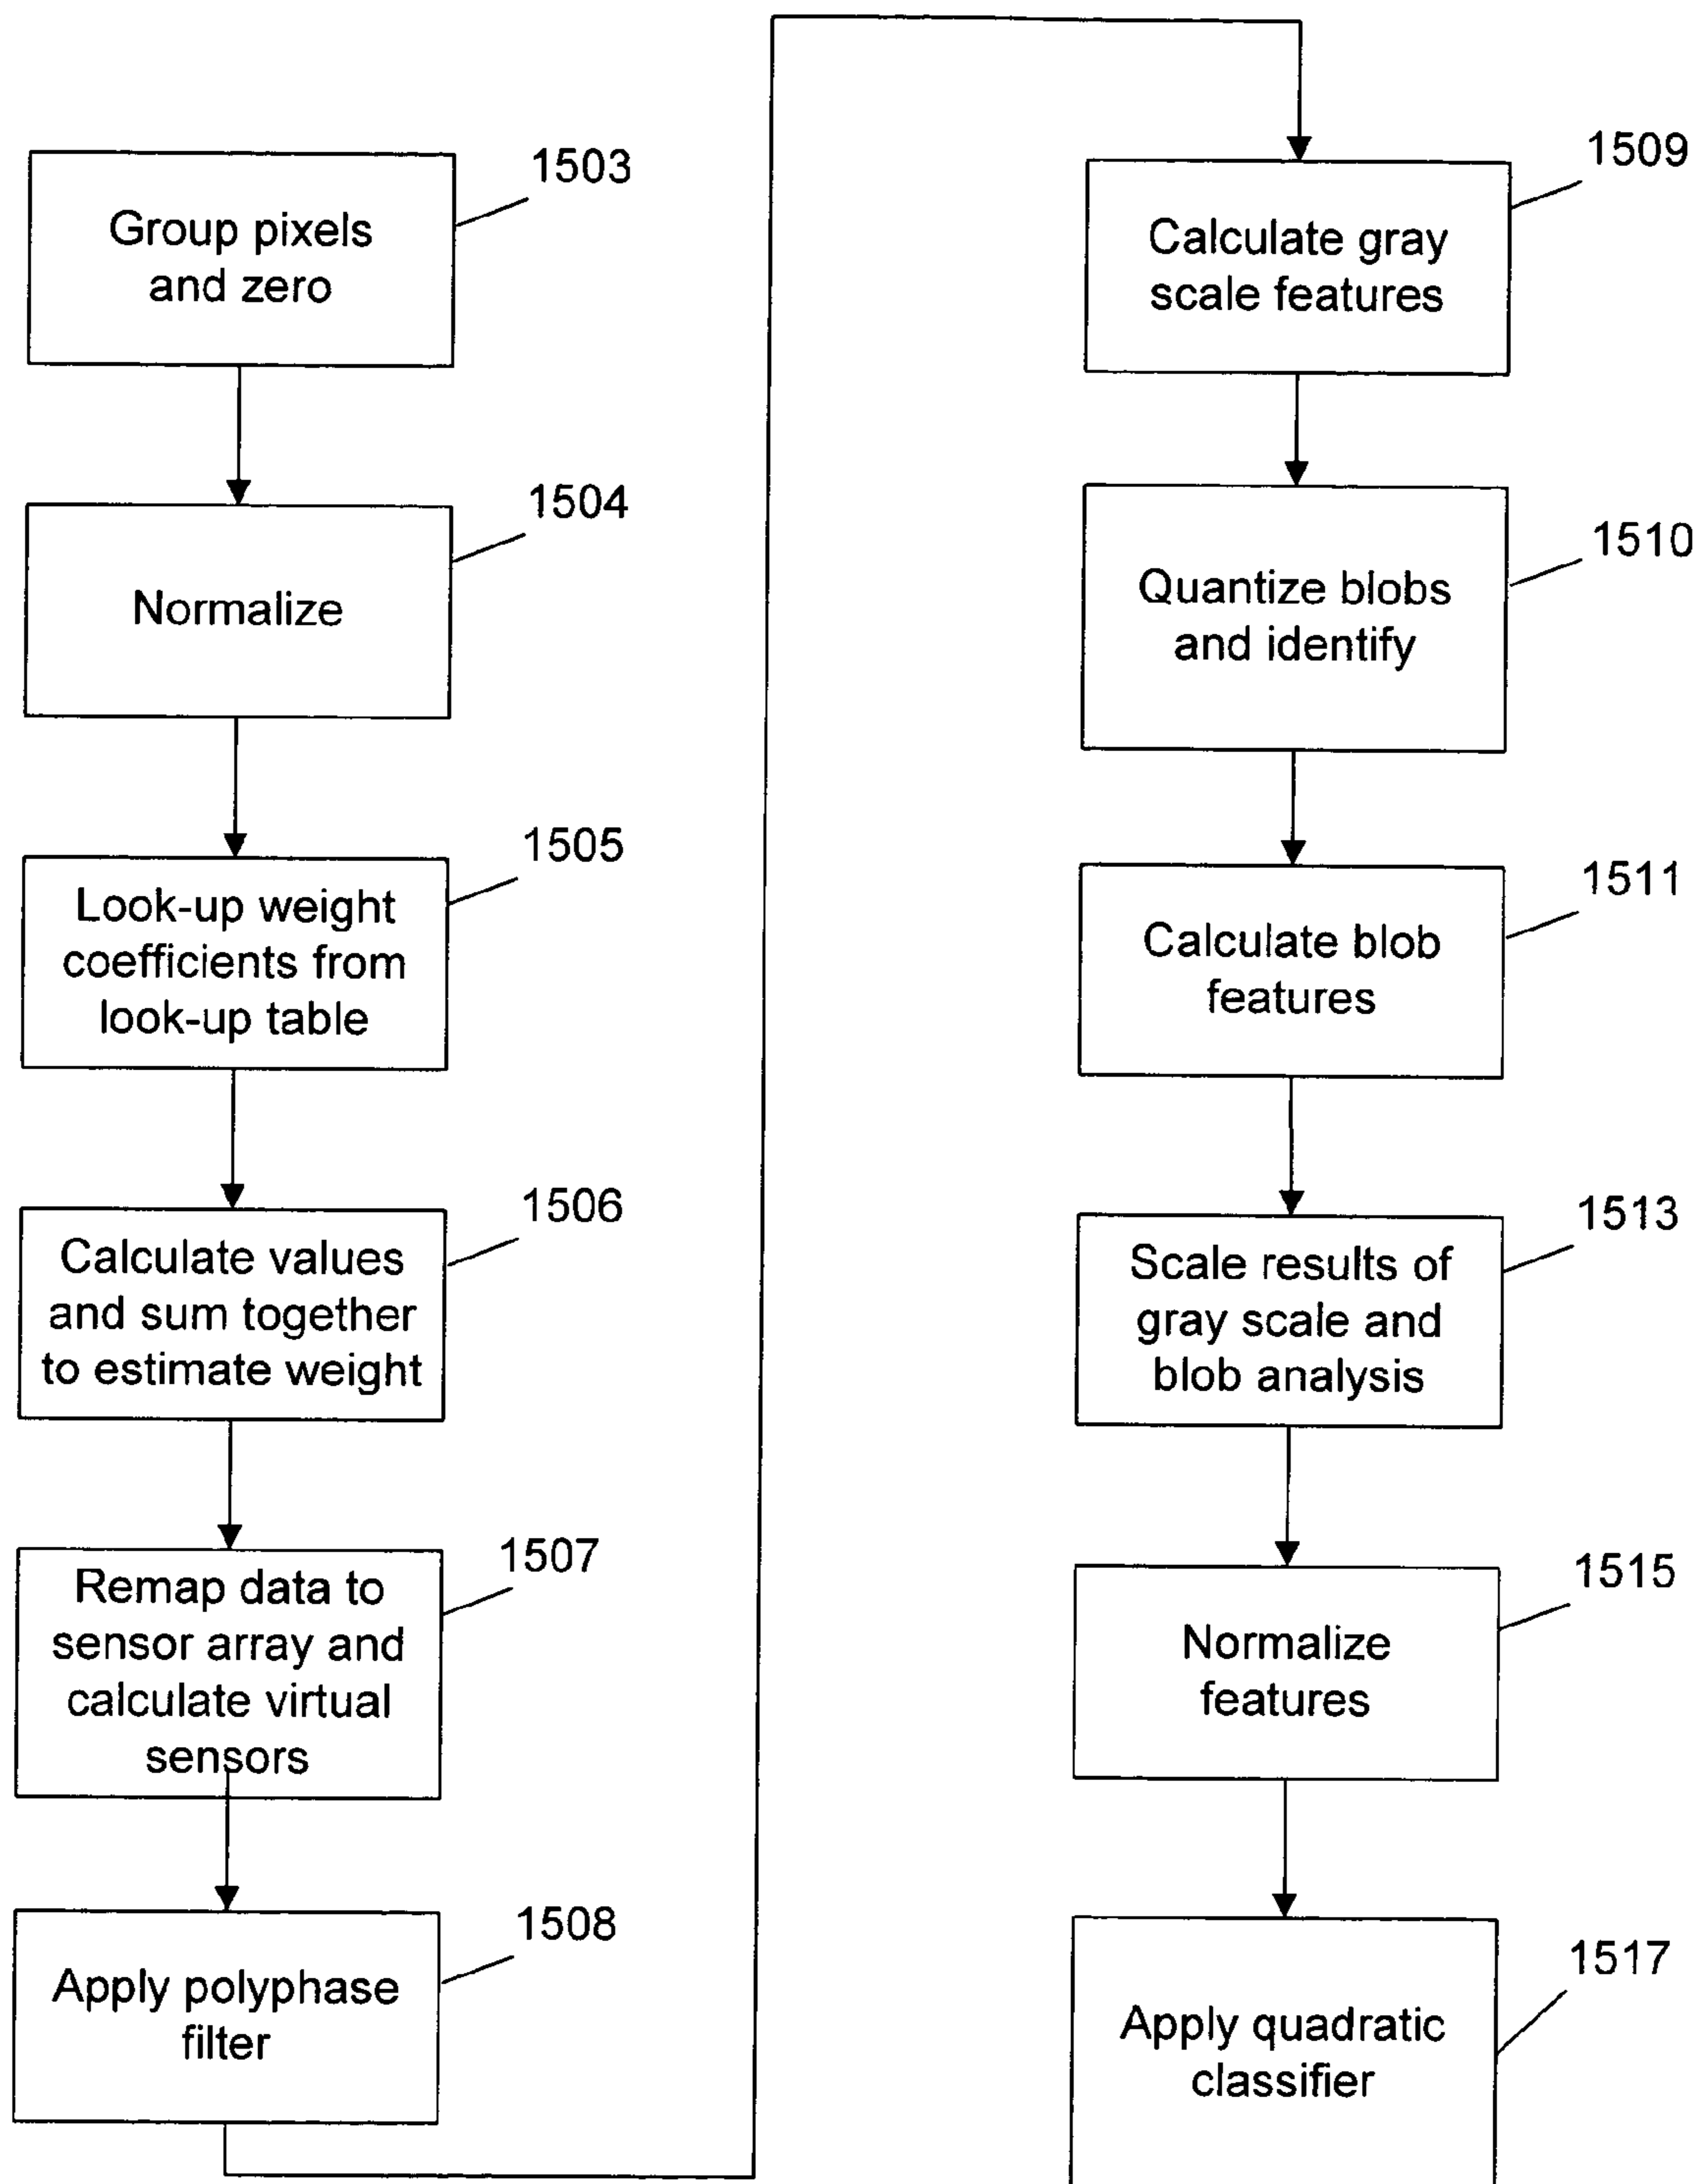 1503
Group pixels
and zero
1504
Normalize
1505
Look-up weight
coefficients from
look-up table
1506
Calculate values
and sum together
to estimate weight
1507
Remap data to
sensor array and
calculate virtual
sensors
1508
Apply polyphase
filter
1509
Calculate gray
scale features
1510
Quantize blobs
and identify
1511
Calculate blob
features
1513
Scale results of
gray scale and
blob analysis
1515
Normalize
features
1517
Apply quadratic
classifier